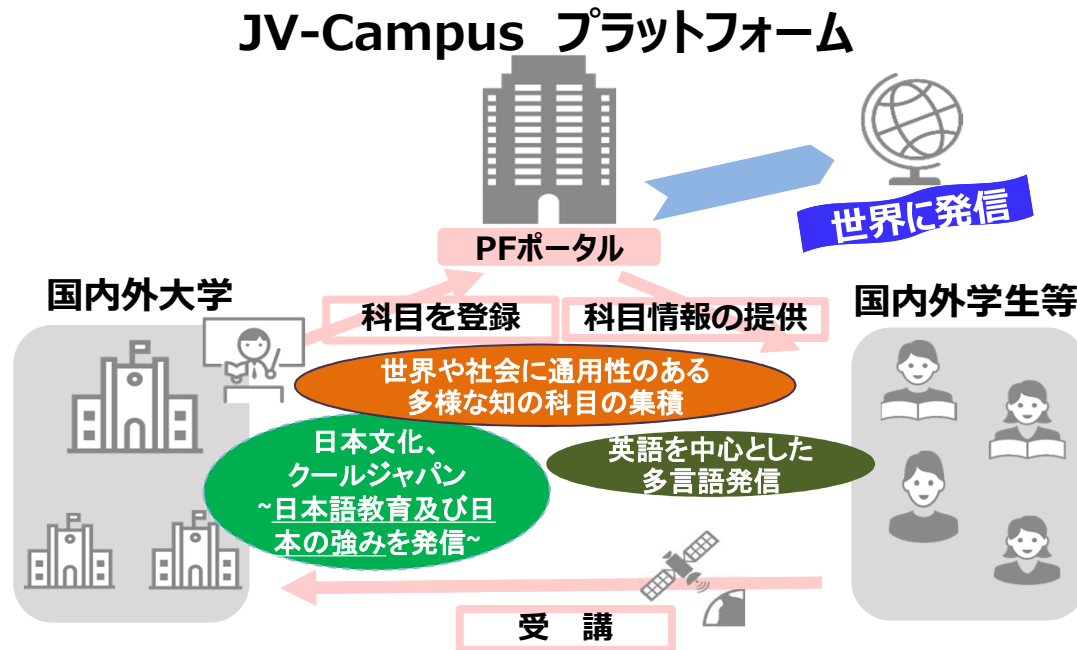 JV-Campus プラットフォーム
世界に発信
PFポータル
国内外大学
科目を登録
科目情報の提供
国内外学生等
世界や社会に通用性のある
多様な知の科目の集積
日本文化、
クールジャパン
~日本語教育及び日
本の強みを発信~
英語を中心とした
多言語発信
受　講